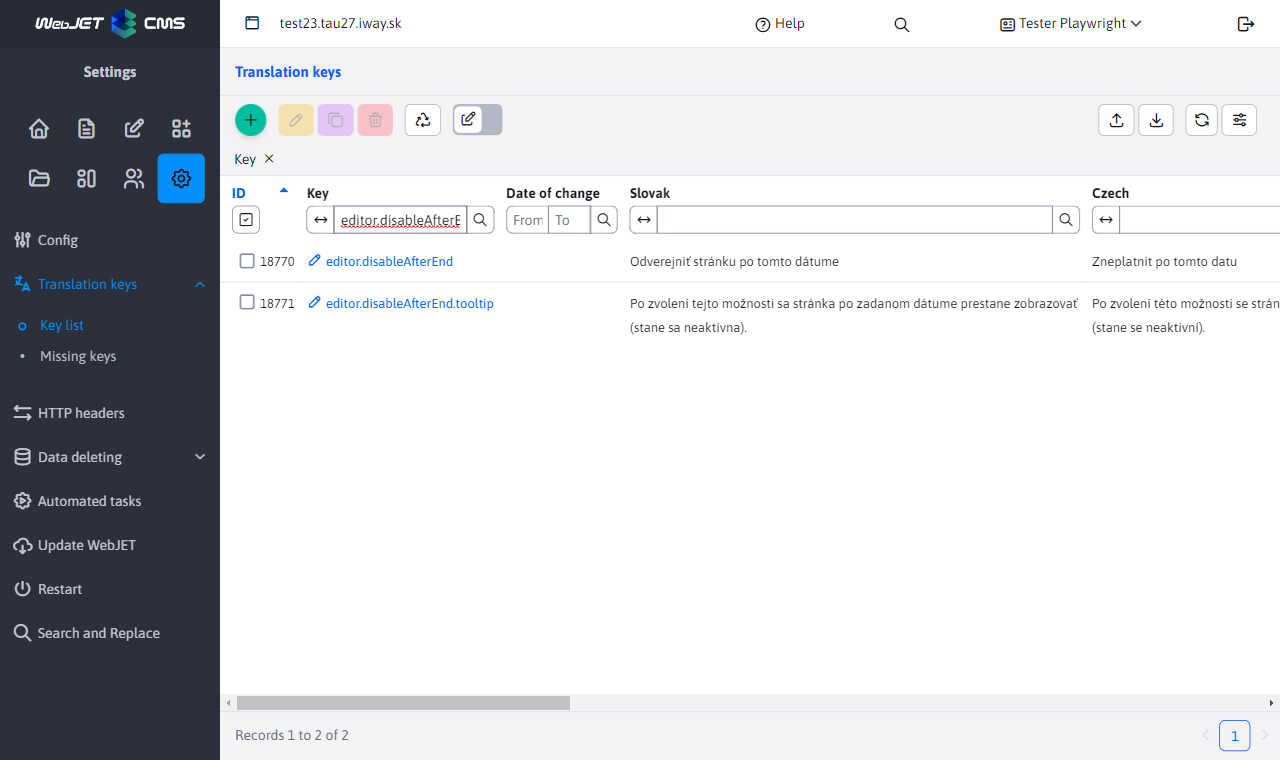 WebJET CMS
test23.tau27.iway.sk
Help
Tester Playwright
Settings
Translation keys
Key
ID
Key
Date of change
Slovak
Czech
editor.disableAfterE
From
To
18770
editor.disableAfterEnd
Odverejniť stránku po tomto dátume
Zneplatnit po tomto datu
18771
editor.disableAfterEnd.tooltip
Po zvolení tejto možnosti sa stránka po zadanom dátume prestane zobrazovať
(stane sa neaktívna).
Po zvolení této možnosti se strán
(stane se neaktivní).
Config
Translation keys
Key list
Missing keys
HTTP headers
Data deleting
Automated tasks
Update WebJET
Restart
Search and Replace
Records 1 to 2 of 2
1